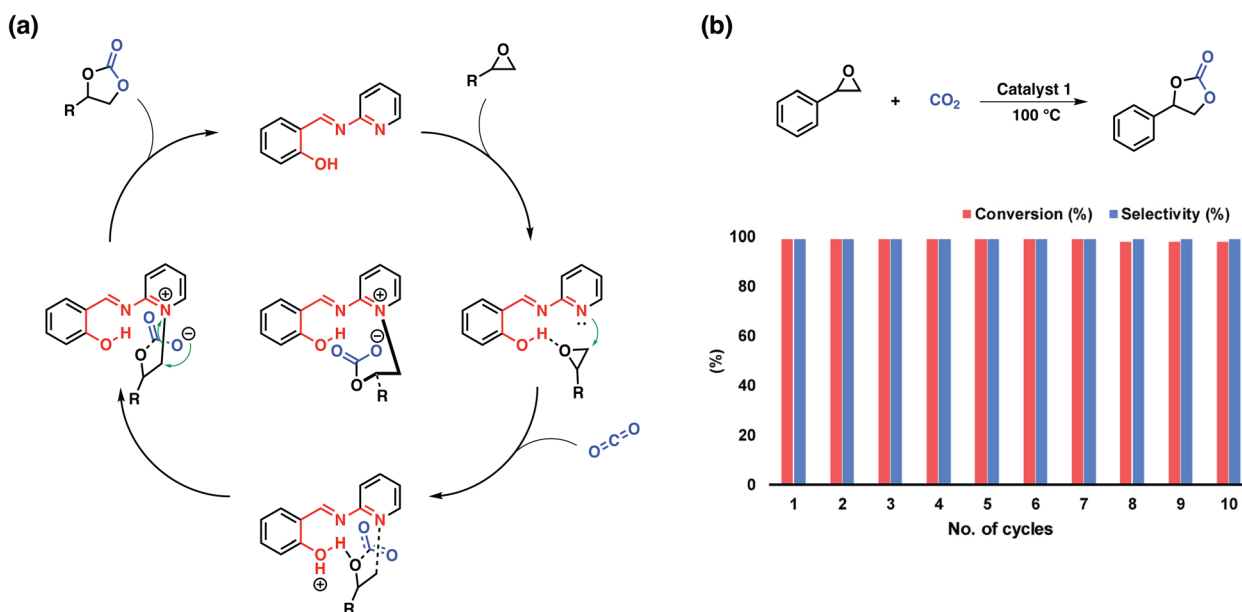 (a)
O
O
O
R
N
N
OH
O
R
N
N
⊕
O
H
O
O
⊖
O
R
N
N
⊕
O
H
O
O
⊖
O
R
N
N
O
H
O
R
O=C=O
N
N
O
H
H
⊕
O
O
O
R
(b)
O
+
CO2
Catalyst 1
100 °C
O
O
O
Conversion (%)
Selectivity (%)
100
80
60
40
20
0
(%)
1 2 3 4 5 6 7 8 9 10
No. of cycles